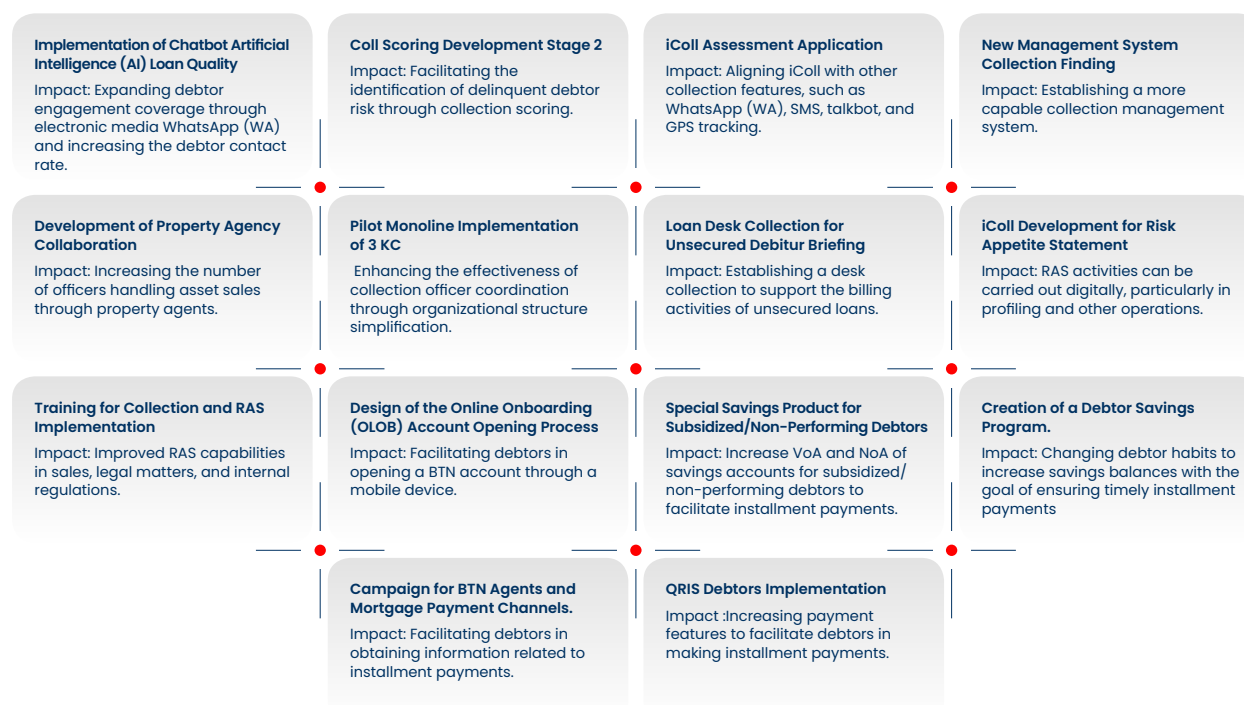 Implementation of Chatbot Artificial
Intelligence (AI) Loan Quality
Impact: Expanding debtor
engagement coverage through
electronic media WhatsApp (WA)
and increasing the debtor contact
rate.
Coll Scoring Development Stage 2
Impact: Facilitating the
identification of delinquent debtor
risk through collection scoring.
iColl Assessment Application
Impact: Aligning iColl with other
collection features, such as
WhatsApp (WA), SMS, talkbot, and
GPS tracking.
New Management System
Collection Finding
Impact: Establishing a more
capable collection management
system.
Development of Property Agency
Collaboration
Impact: Increasing the number
of officers handling asset sales
through property agents.
Pilot Monoline Implementation
of 3 KC
Enhancing the effectiveness of
collection officer coordination
through organizational structure
simplification.
Loan Desk Collection for
Unsecured Debitur Briefing
Impact: Establishing a desk
collection to support the billing
activities of unsecured loans.
iColl Development for Risk
Appetite Statement
Impact: RAS activities can be
carried out digitally, particularly in
profiling and other operations.
Training for Collection and RAS
Implementation
Impact: Improved RAS capabilities
in sales, legal matters, and internal
regulations.
Design of the Online Onboarding
(OLOB) Account Opening Process
Impact: Facilitating debtors in
opening a BTN account through a
mobile device.
Special Savings Product for
Subsidized/Non-Performing Debtors
Impact: Increase VoA and NoA of
savings accounts for subsidized/
non-performing debtors to
facilitate installment payments.
Creation of a Debtor Savings
Program.
Impact: Changing debtor habits to
increase savings balances with the
goal of ensuring timely installment
payments
Campaign for BTN Agents and
Mortgage Payment Channels.
Impact: Facilitating debtors in
obtaining information related to
installment payments.
QRIS Debtors Implementation
Impact :Increasing payment
features to facilitate debtors in
making installment payments.